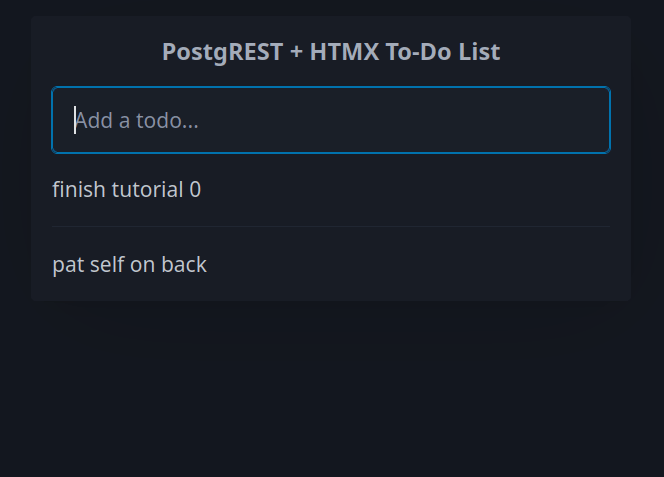 PostgREST + HTMX To-Do List
Add a todo...
finish tutorial 0
pat self on back